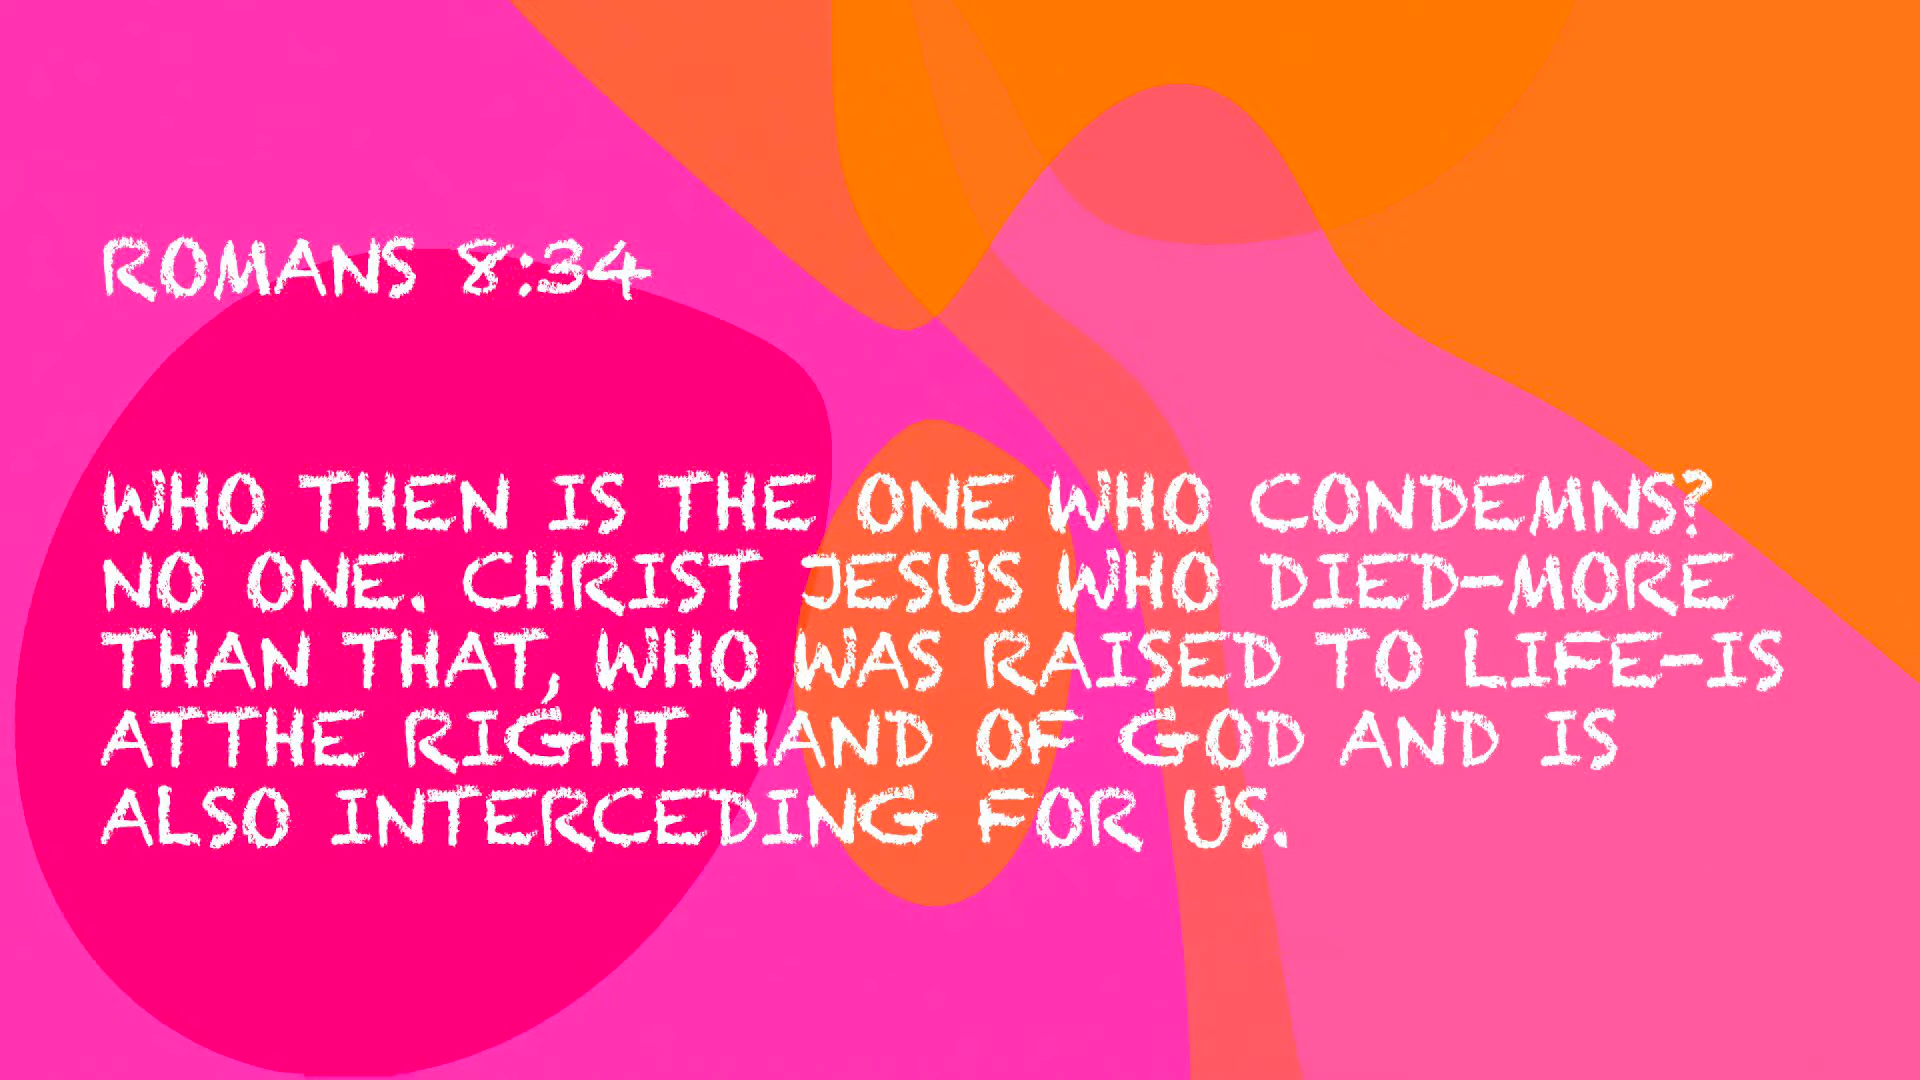 ROMANS 8:34
WHO THEN IS THE ONE WHO CONDEMNS?
NO ONE. CHRIST JESUS WHO DIED-MORE
THAN THAT, WHO WAS RAISED TO LIFE-IS
ATTHE RIGHT HAND OF GOD AND IS
ALSO INTERCEDING FOR US.